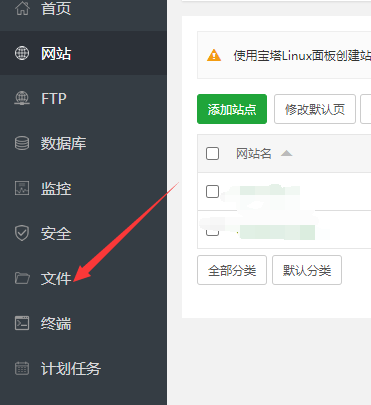 首页
网站
FTP
数据库
监控
安全
文件
终端
计划任务
使用宝塔Linux面板创建站
添加站点
修改默认页
网站名
全部分类
默认分类